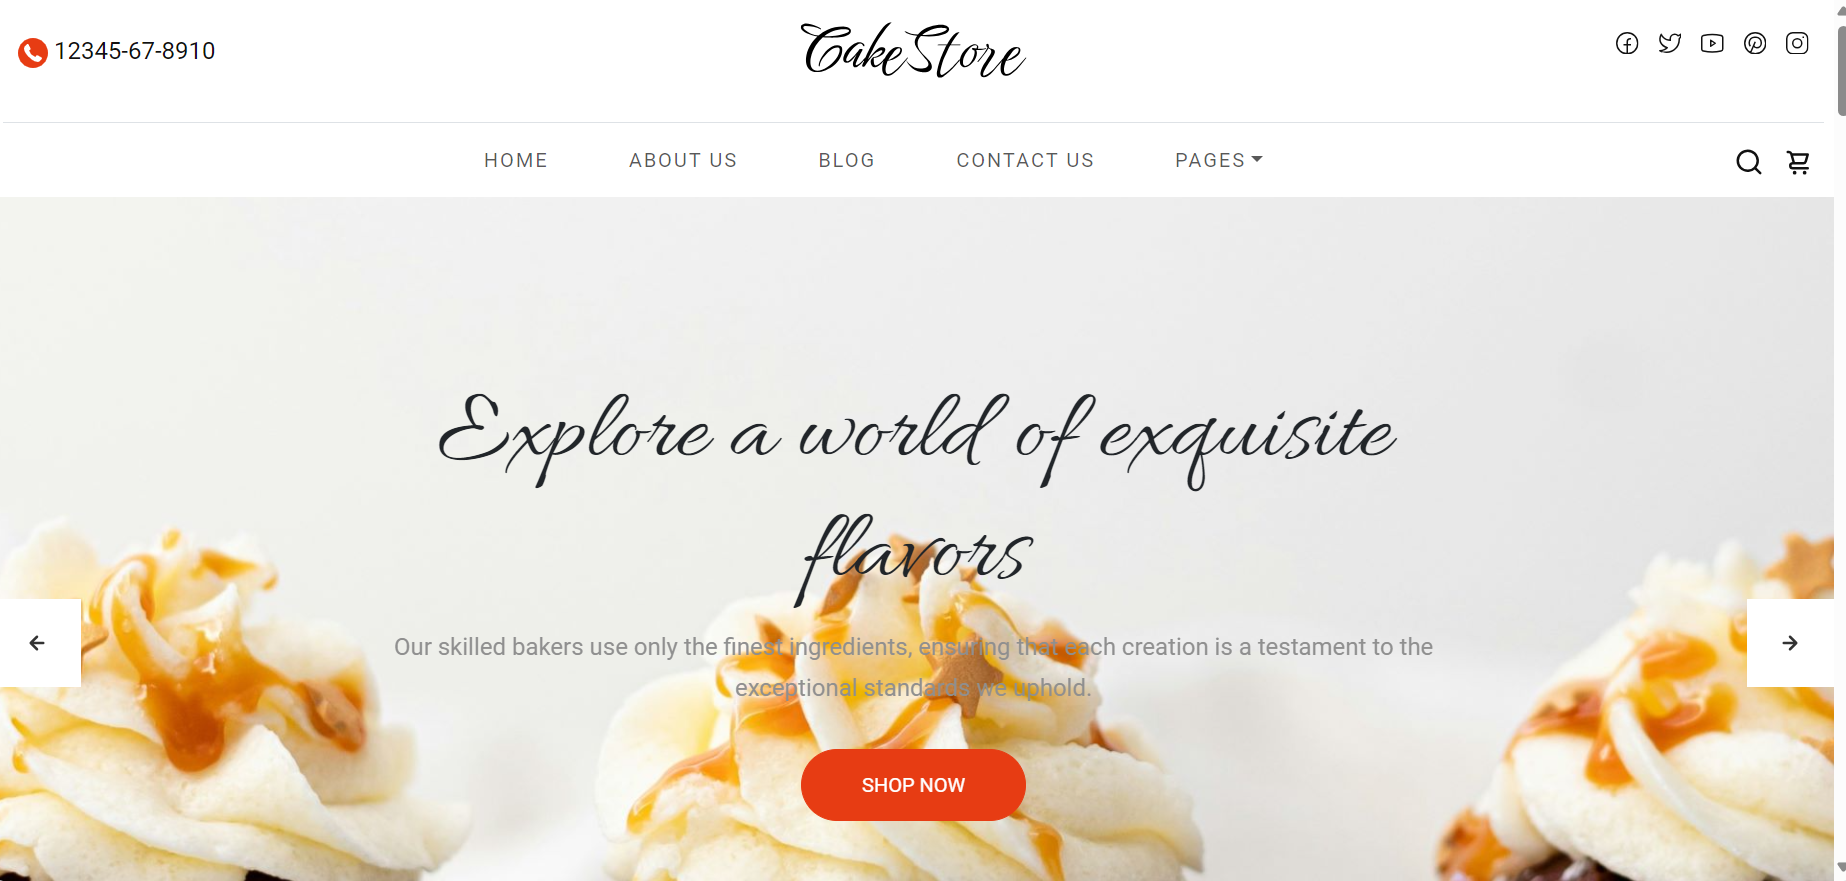 12345-67-8910
CakeStore
HOME ABOUT US BLOG CONTACT US PAGES
Explore a world of exquisite
flavors
Our skilled bakers use only the finest ingredients, ensuring that each creation is a testament to the
exceptional standards we uphold.
SHOP NOW